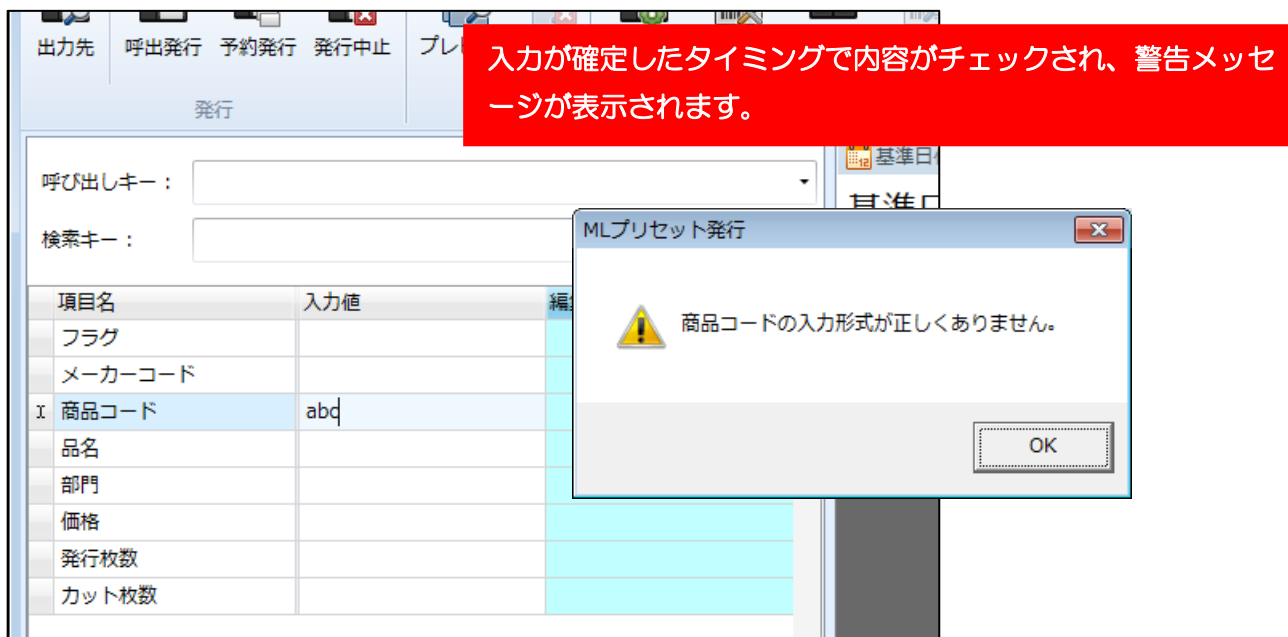 出力先 呼出発行 予約発行 発行中止
発行
入力が確定したタイミングで内容がチェックされ、警告メッセ
ージが表示されます。
呼び出しキー：
検索キー：
項目名 入力値
フラグ
メーカーコード
商品コード abc
品名
部門
価格
発行枚数
カット枚数
基準日
基準日
MLプリセット発行
商品コードの入力形式が正しくありません。
OK